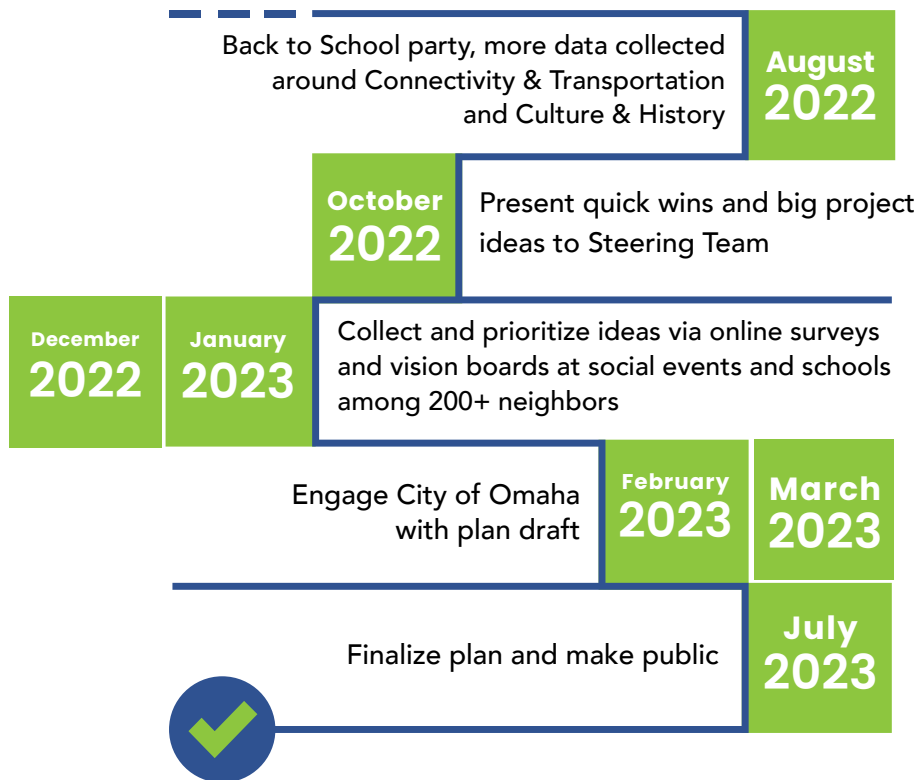 Back to School party, more data collected
around Connectivity & Transportation
and Culture & History
August
2022
October
2022
Present quick wins and big project
ideas to Steering Team
December
2022
January
2023
Collect and prioritize ideas via online surveys
and vision boards at social events and schools
among 200+ neighbors
Engage City of Omaha
with plan draft
February
2023
March
2023
Finalize plan and make public
July
2023